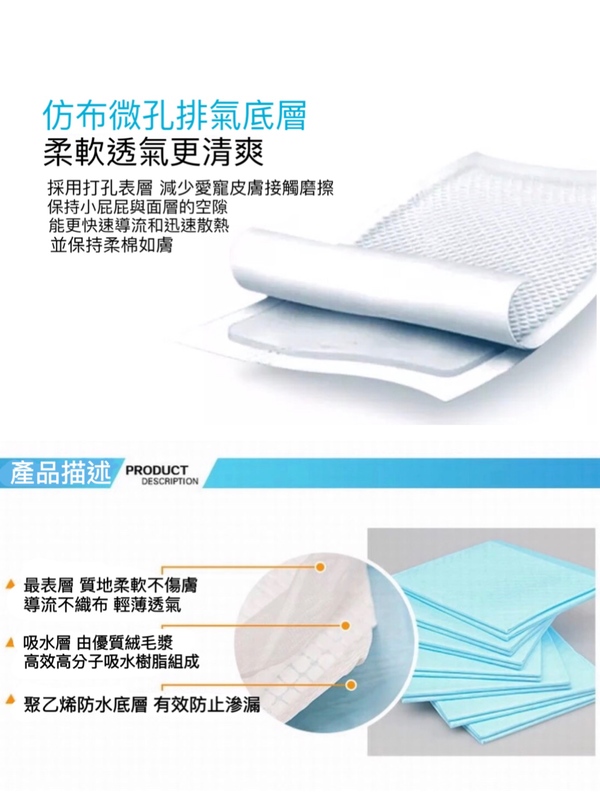 仿布微孔排氣底層
柔軟透氣更清爽
採用打孔表層 減少愛寵皮膚接觸磨擦
保持小屁屁與面層的空隙
能更快速導流和迅速散熱
並保持柔棉如膚
產品描述 PRODUCT
DESCRIPTION
最表層 質地柔軟不傷膚
導流不織布 輕薄透氣
吸水層 由優質絨毛漿
高效高分子吸水樹脂組成
聚乙烯防水底層 有效防止滲漏